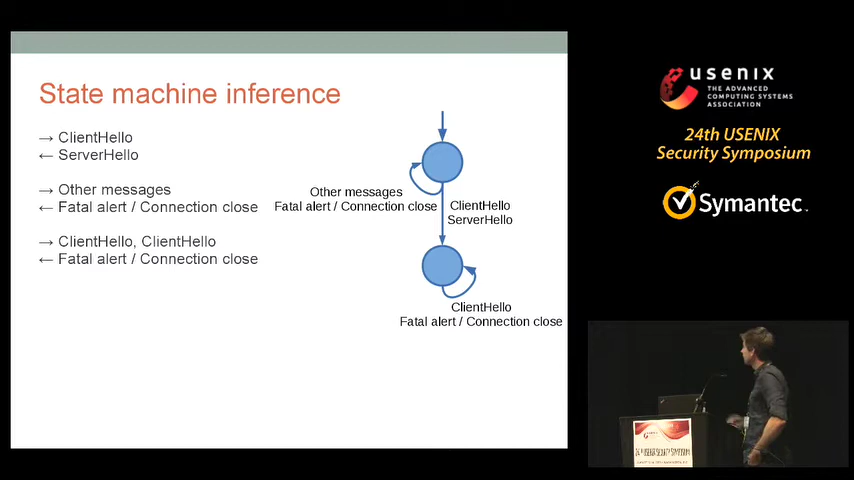 State machine inference
→ ClientHello
← ServerHello
→ Other messages
← Fatal alert / Connection close
→ ClientHello, ClientHello
← Fatal alert / Connection close
Other messages
Fatal alert / Connection close
ClientHello
ServerHello
ClientHello
Fatal alert / Connection close
usenix
THE ADVANCED
COMPUTING SYSTEMS
ASSOCIATION
24th USENIX
Security Symposium
Symantec.